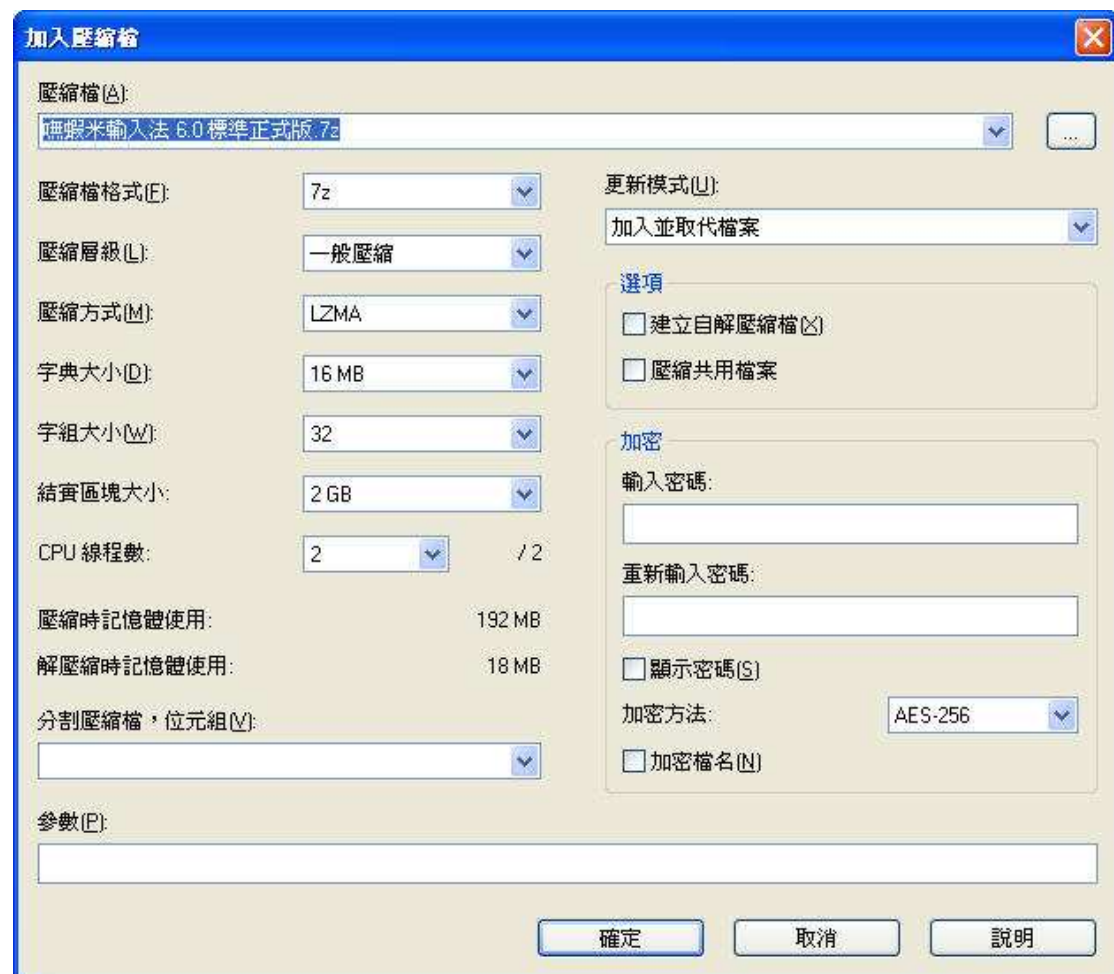 加入壓縮檔
壓縮檔(A):
嘸蝦米輸入法 6.0 標準正式版.7z
...
壓縮檔格式(F): 7z
壓縮層級(L): 一般壓縮
壓縮方式(M): LZMA
字典大小(D): 16 MB
字組大小(W): 32
結實區塊大小: 2 GB
CPU 線程數: 2 / 2
壓縮時記憶體使用: 192 MB
解壓縮時記憶體使用: 18 MB
分割壓縮檔，位元組(V):
更新模式(U):
加入並取代檔案
選項
建立自解壓縮檔(X)
壓縮共用檔案
加密
輸入密碼:
重新輸入密碼:
顯示密碼(S)
加密方法: AES-256
加密檔名(N)
參數(P):
確定 取消 說明